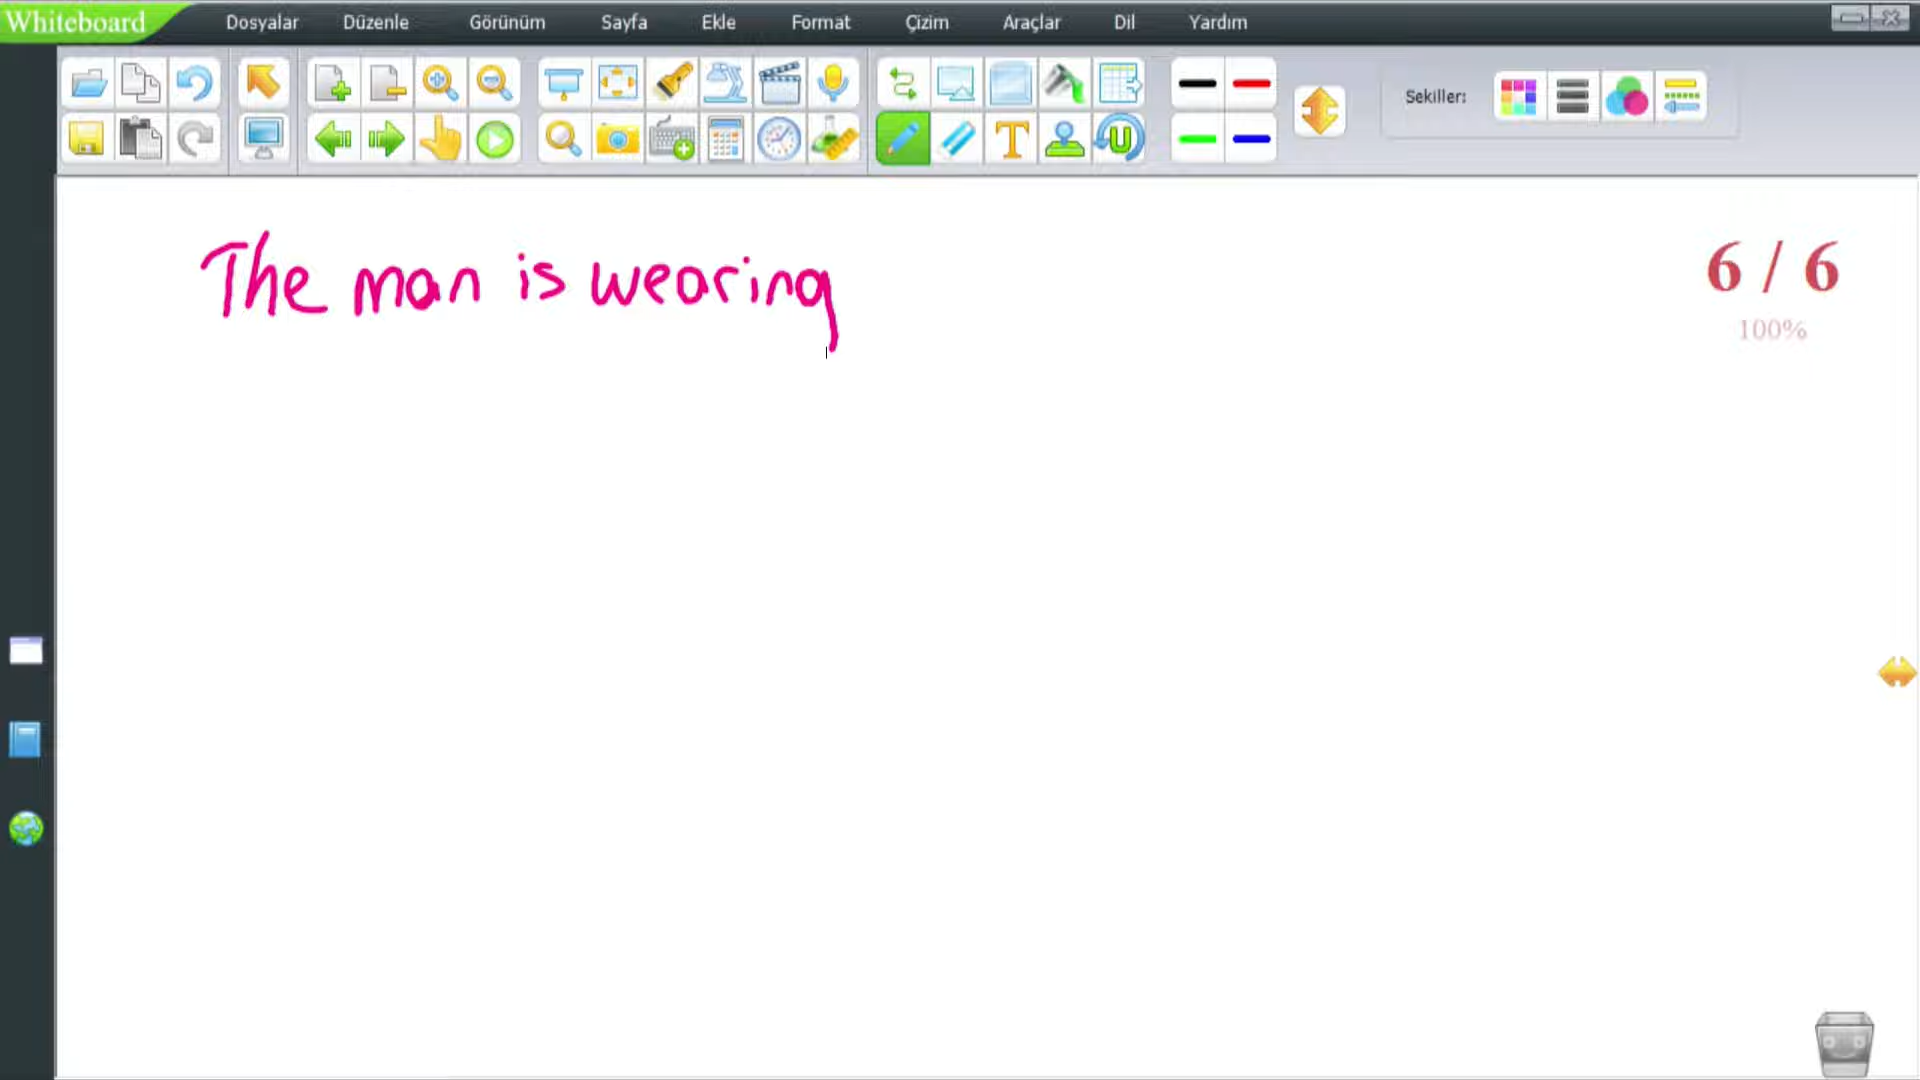 Whiteboard Dosyalar Düzenle Görünüm Sayfa Ekle Format Çizim Araçlar Dil Yardım
Sekiller:
The man is wearing
6 / 6
100%